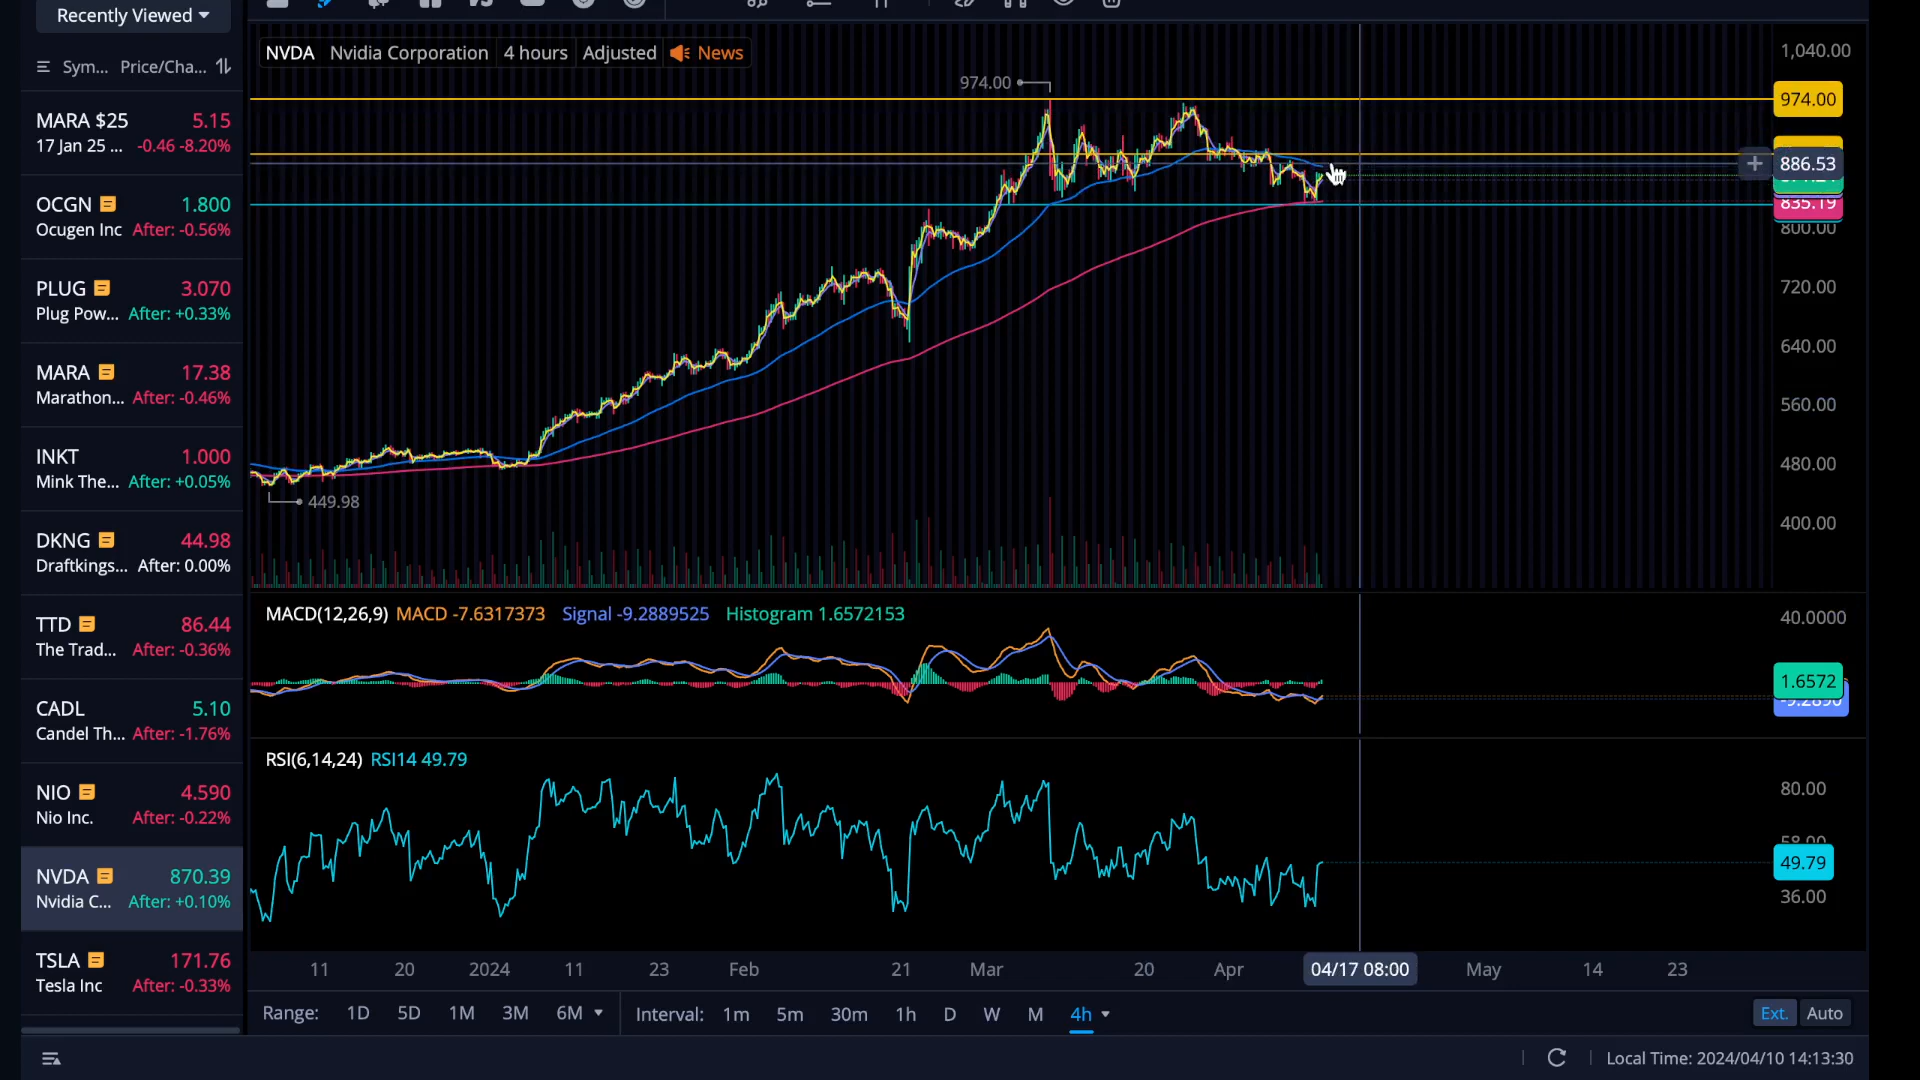 Recently Viewed
Sym... Price/Cha...
MARA $25 5.15
17 Jan 25 ... -0.46 -8.20%
OCGN 1.800
Ocugen Inc After: -0.56%
PLUG 3.070
Plug Pow... After: +0.33%
MARA 17.38
Marathon... After: -0.46%
INKT 1.000
Mink The... After: +0.05%
DKNG 44.98
Draftkings... After: 0.00%
TTD 86.44
The Trad... After: -0.36%
CADL 5.10
Candel Th... After: -1.76%
NIO 4.590
Nio Inc. After: -0.22%
NVDA 870.39
Nvidia C... After: +0.10%
TSLA 171.76
Tesla Inc After: -0.33%
NVDA Nvidia Corporation 4 hours Adjusted News
974.00
449.98
1,040.00
974.00
886.53
835.19
800.00
720.00
640.00
560.00
480.00
400.00
MACD(12,26,9) MACD -7.6317373 Signal -9.2889525 Histogram 1.6572153
40.0000
1.6572
RSI(6,14,24) RSI14 49.79
80.00
49.79
36.00
11 20 2024 11 23 Feb 21 Mar 20 Apr 04/17 08:00 May 14 23
Range: 1D 5D 1M 3M 6M Interval: 1m 5m 30m 1h D W M 4h Ext. Auto
Local Time: 2024/04/10 14:13:30